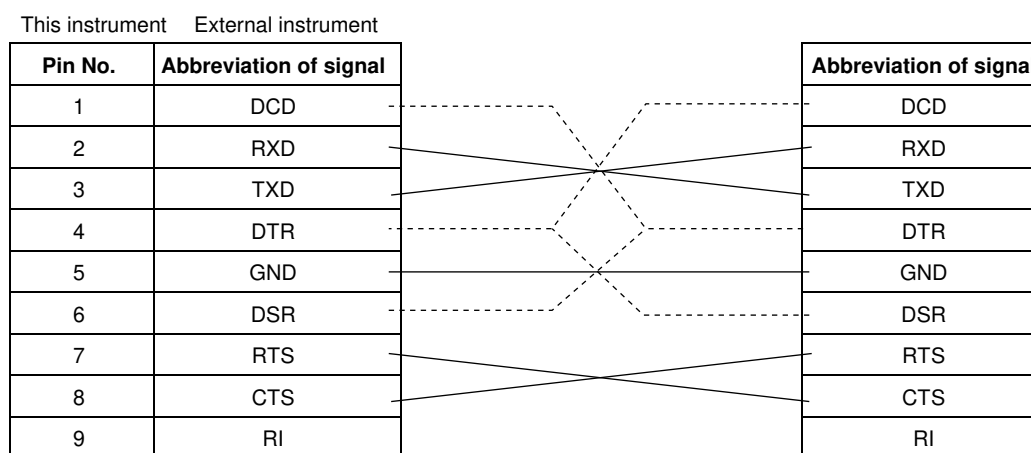 This instrument External instrument
Pin No. Abbreviation of signal Abbreviation of signa
1 DCD DCD
2 RXD RXD
3 TXD TXD
4 DTR DTR
5 GND GND
6 DSR DSR
7 RTS RTS
8 CTS CTS
9 RI RI